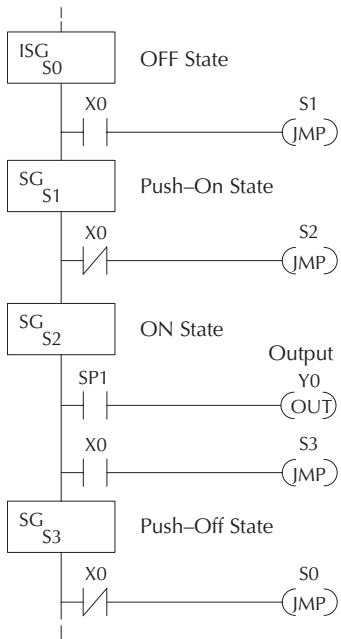 ISG
S0
OFF State
X0
S1
JMP
SG
S1
Push–On State
X0
S2
JMP
SG
S2
ON State
Output
SP1
Y0
OUT
X0
S3
JMP
SG
S3
Push–Off State
X0
S0
JMP